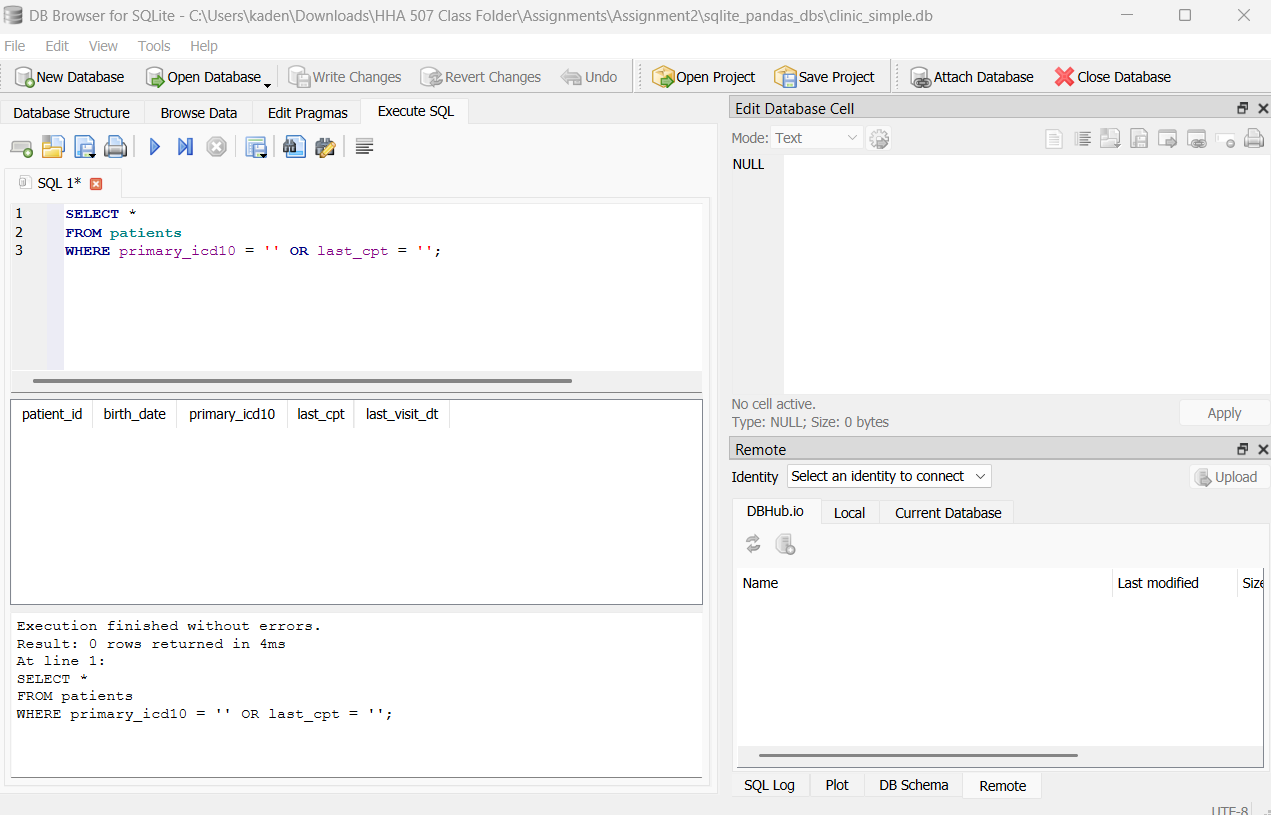 DB Browser for SQLite - C:\Users\kaden\Downloads\HHA 507 Class Folder\Assignments\Assignment2\sqlite_pandas_dbs\clinic_simple.db
File Edit View Tools Help
New Database Open Database Write Changes Revert Changes Undo Open Project Save Project Attach Database Close Database
Database Structure Browse Data Edit Pragmas Execute SQL
SQL 1*
1 SELECT *
2 FROM patients
3 WHERE primary_icd10 = '' OR last_cpt = '';
patient_id birth_date primary_icd10 last_cpt last_visit_dt
Execution finished without errors.
Result: 0 rows returned in 4ms
At line 1:
SELECT *
FROM patients
WHERE primary_icd10 = '' OR last_cpt = '';
Edit Database Cell
Mode: Text
NULL
No cell active.
Type: NULL; Size: 0 bytes
Apply
Remote
Identity Select an identity to connect Upload
DBHub.io Local Current Database
Name Last modified Size
SQL Log Plot DB Schema Remote
UTF-8